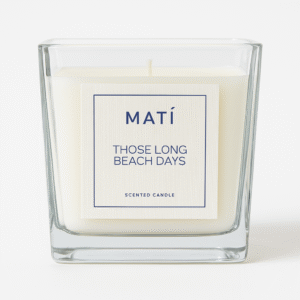 MATÍ
THOSE LONG
BEACH DAYS
SCENTED CANDLE